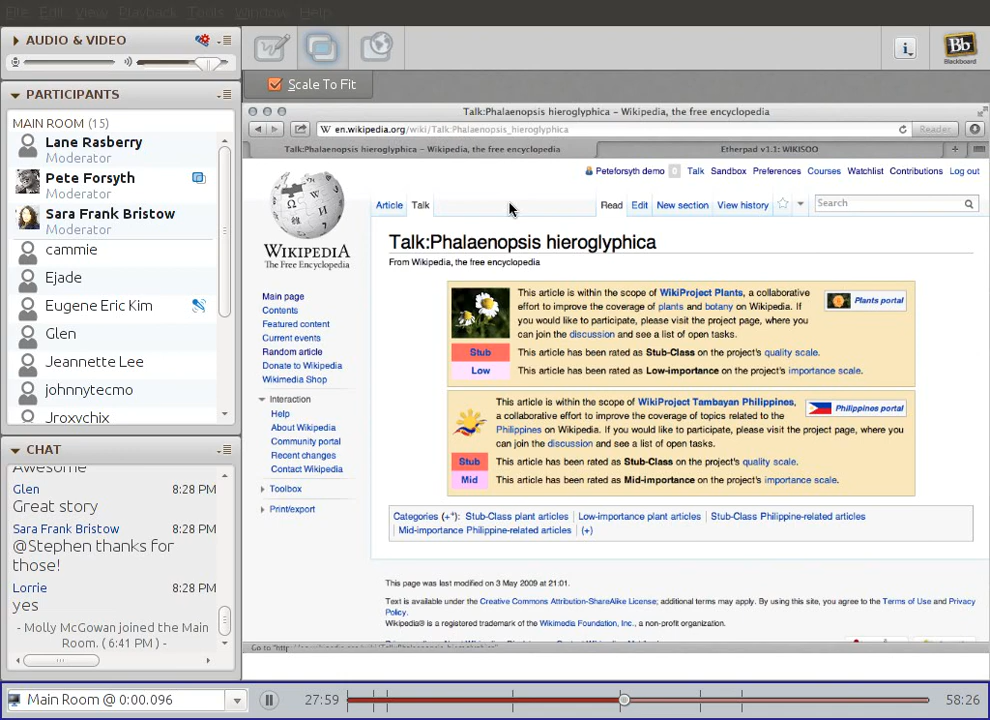 File Edit View Playback Tools Window Help
AUDIO & VIDEO
Bb
Blackboard
Scale To Fit
PARTICIPANTS
MAIN ROOM (15)
Lane Rasberry
Moderator
Pete Forsyth
Moderator
Sara Frank Bristow
Moderator
cammie
Ejade
Eugene Eric Kim
Glen
Jeannette Lee
johnnytecmo
Jroxvchix
CHAT
Awesome
Glen 8:28 PM
Great story
Sara Frank Bristow 8:28 PM
@Stephen thanks for
those!
Lorrie 8:28 PM
yes
- Molly McGowan joined the Main
Room. ( 6:41 PM ) -
Talk:Phalaenopsis hieroglyphica – Wikipedia, the free encyclopedia
en.wikipedia.org/wiki/Talk:Phalaenopsis_hieroglyphica
Reader
Talk:Phalaenopsis hieroglyphica – Wikipedia, the free encyclopedia
Etherpad v1.1: WIKISOO
Peteforsyth demo 0 Talk Sandbox Preferences Courses Watchlist Contributions Log out
Article Talk Read Edit New section View history Search
WIKIPEDIA
The Free Encyclopedia
Main page
Contents
Featured content
Current events
Random article
Donate to Wikipedia
Wikimedia Shop
Interaction
Help
About Wikipedia
Community portal
Recent changes
Contact Wikipedia
Toolbox
Print/export
Talk:Phalaenopsis hieroglyphica
From Wikipedia, the free encyclopedia
This article is within the scope of WikiProject Plants, a collaborative
effort to improve the coverage of plants and botany on Wikipedia. If
you would like to participate, please visit the project page, where you
can join the discussion and see a list of open tasks.
Plants portal
Stub This article has been rated as Stub-Class on the project's quality scale.
Low This article has been rated as Low-importance on the project's importance scale.
This article is within the scope of WikiProject Tambayan Philippines,
a collaborative effort to improve the coverage of topics related to the
Philippines on Wikipedia. If you would like to participate, please visit the project page, where you
can join the discussion and see a list of open tasks.
Philippines portal
Stub This article has been rated as Stub-Class on the project's quality scale.
Mid This article has been rated as Mid-importance on the project's importance scale.
Categories (+⁺): Stub-Class plant articles Low-importance plant articles Stub-Class Philippine-related articles
Mid-importance Philippine-related articles (+)
This page was last modified on 3 May 2009 at 21:01.
Text is available under the Creative Commons Attribution-ShareAlike License; additional terms may apply. By using this site, you agree to the Terms of Use and Privacy
Policy.
Wikipedia® is a registered trademark of the Wikimedia Foundation, Inc., a non-profit organization.
Main Room @ 0:00.096
27:59
58:26